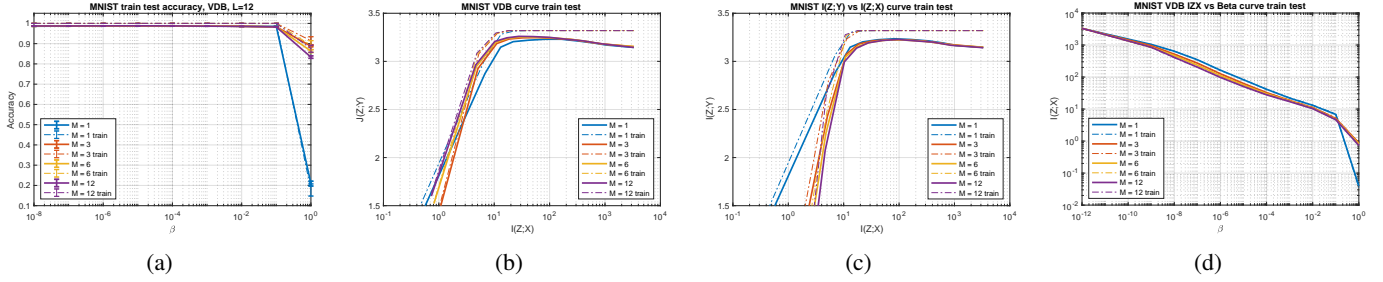 MNIST train test accuracy, VDB, L=12
1
0.9
0.8
0.7
0.6
0.5
0.4
0.3
0.2
0.1
Accuracy
M = 1
M = 1 train
M = 3
M = 3 train
M = 6
M = 6 train
M = 12
M = 12 train
10^-8 10^-6 10^-4 10^-2 10^0
β
(a)
MNIST VDB curve train test
3.5
3
2.5
2
1.5
J(Z;Y)
M = 1
M = 1 train
M = 3
M = 3 train
M = 6
M = 6 train
M = 12
M = 12 train
10^-1 10^0 10^1 10^2 10^3 10^4
I(Z;X)
(b)
MNIST I(Z;Y) vs I(Z;X) curve train test
3.5
3
2.5
2
1.5
I(Z;Y)
M = 1
M = 1 train
M = 3
M = 3 train
M = 6
M = 6 train
M = 12
M = 12 train
10^-1 10^0 10^1 10^2 10^3 10^4
I(Z;X)
(c)
MNIST VDB IZX vs Beta curve train test
10^4
10^3
10^2
10^1
10^0
10^-1
10^-2
I(Z;X)
M = 1
M = 1 train
M = 3
M = 3 train
M = 6
M = 6 train
M = 12
M = 12 train
10^-12 10^-10 10^-8 10^-6 10^-4 10^-2 10^0
β
(d)